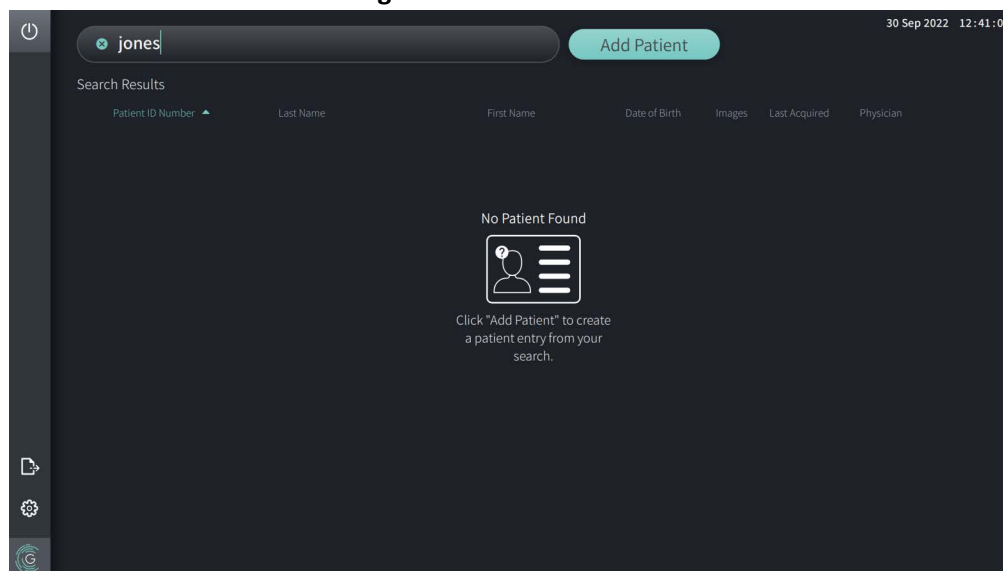 30 Sep 2022 12:41:0
jones
Add Patient
Search Results
Patient ID Number Last Name First Name Date of Birth Images Last Acquired Physician
No Patient Found
?
Click "Add Patient" to create
a patient entry from your
search.
G